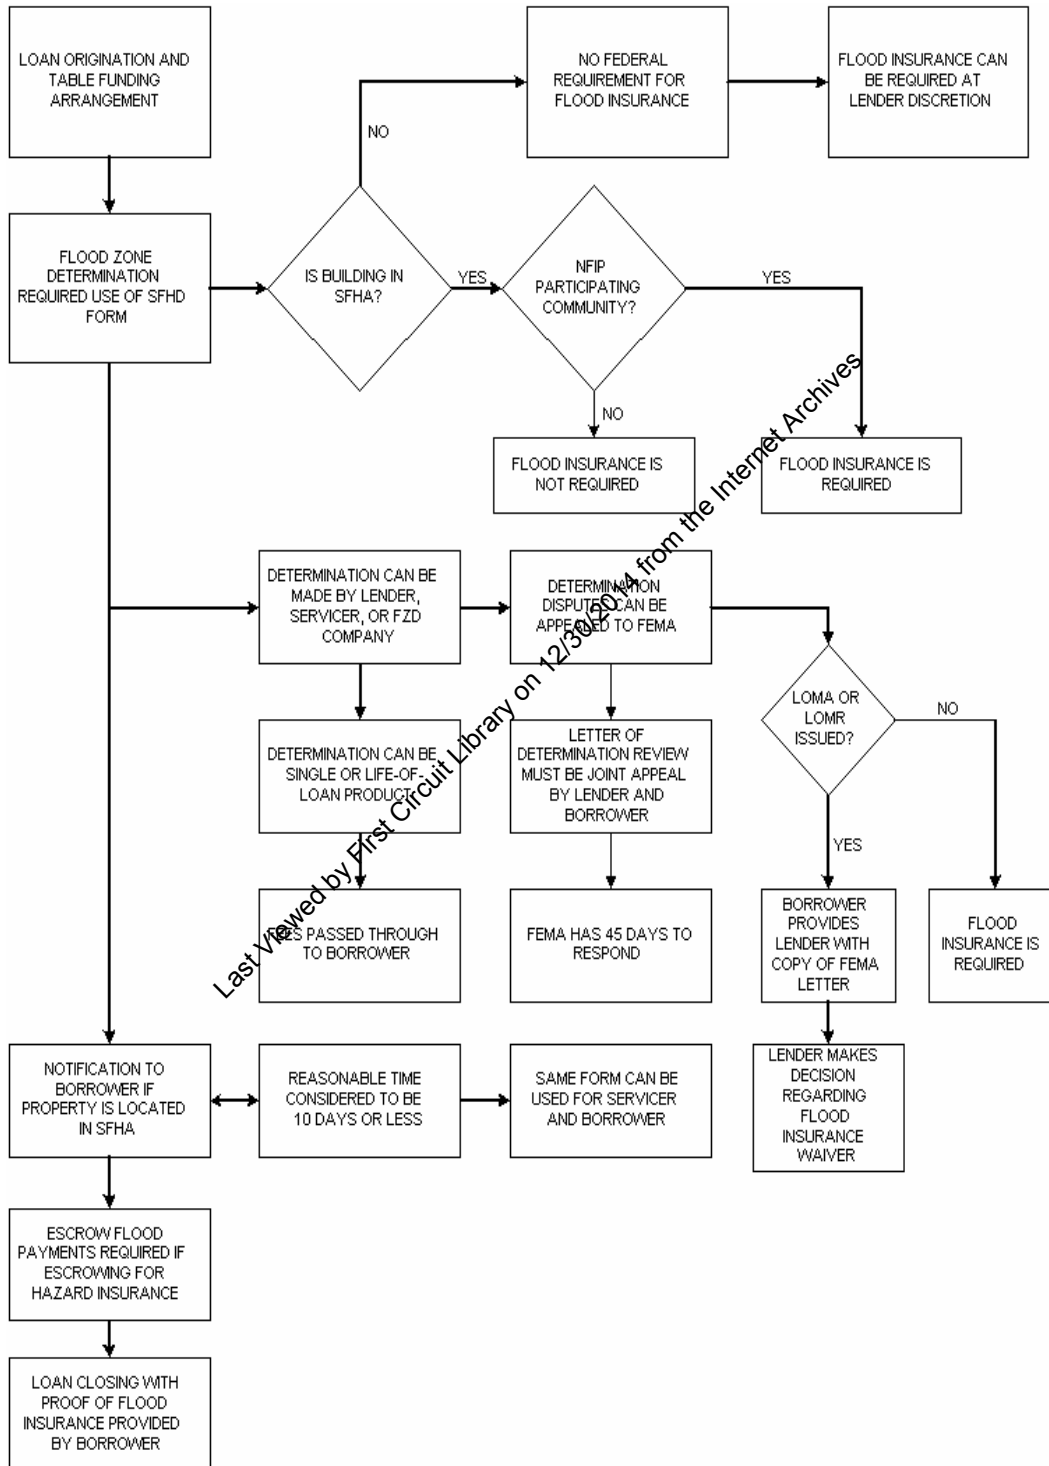 LOAN ORIGINATION AND
TABLE FUNDING
ARRANGEMENT
NO FEDERAL
REQUIREMENT FOR
FLOOD INSURANCE
FLOOD INSURANCE CAN
BE REQUIRED AT
LENDER DISCRETION
NO
FLOOD ZONE
DETERMINATION
REQUIRED USE OF SFHD
FORM
IS BUILDING IN
SFHA?
YES
NFIP
PARTICIPATING
COMMUNITY?
YES
NO
FLOOD INSURANCE IS
NOT REQUIRED
FLOOD INSURANCE IS
REQUIRED
DETERMINATION CAN BE
MADE BY LENDER,
SERVICER, OR FZD
COMPANY
DETERMINATION
DISPUTES CAN BE
APPEALED TO FEMA
LOMA OR
LOMR
ISSUED?
NO
DETERMINATION CAN BE
SINGLE OR LIFE-OF-
LOAN PRODUCT
LETTER OF
DETERMINATION REVIEW
MUST BE JOINT APPEAL
BY LENDER AND
BORROWER
YES
FEES PASSED THROUGH
TO BORROWER
FEMA HAS 45 DAYS TO
RESPOND
BORROWER
PROVIDES
LENDER WITH
COPY OF FEMA
LETTER
FLOOD
INSURANCE IS
REQUIRED
NOTIFICATION TO
BORROWER IF
PROPERTY IS LOCATED
IN SFHA
REASONABLE TIME
CONSIDERED TO BE
10 DAYS OR LESS
SAME FORM CAN BE
USED FOR SERVICER
AND BORROWER
LENDER MAKES
DECISION
REGARDING
FLOOD
INSURANCE
WAIVER
ESCROW FLOOD
PAYMENTS REQUIRED IF
ESCROWING FOR
HAZARD INSURANCE
LOAN CLOSING WITH
PROOF OF FLOOD
INSURANCE PROVIDED
BY BORROWER
Last Viewed by First Circuit Library on 12/30/2014 from the Internet Archives